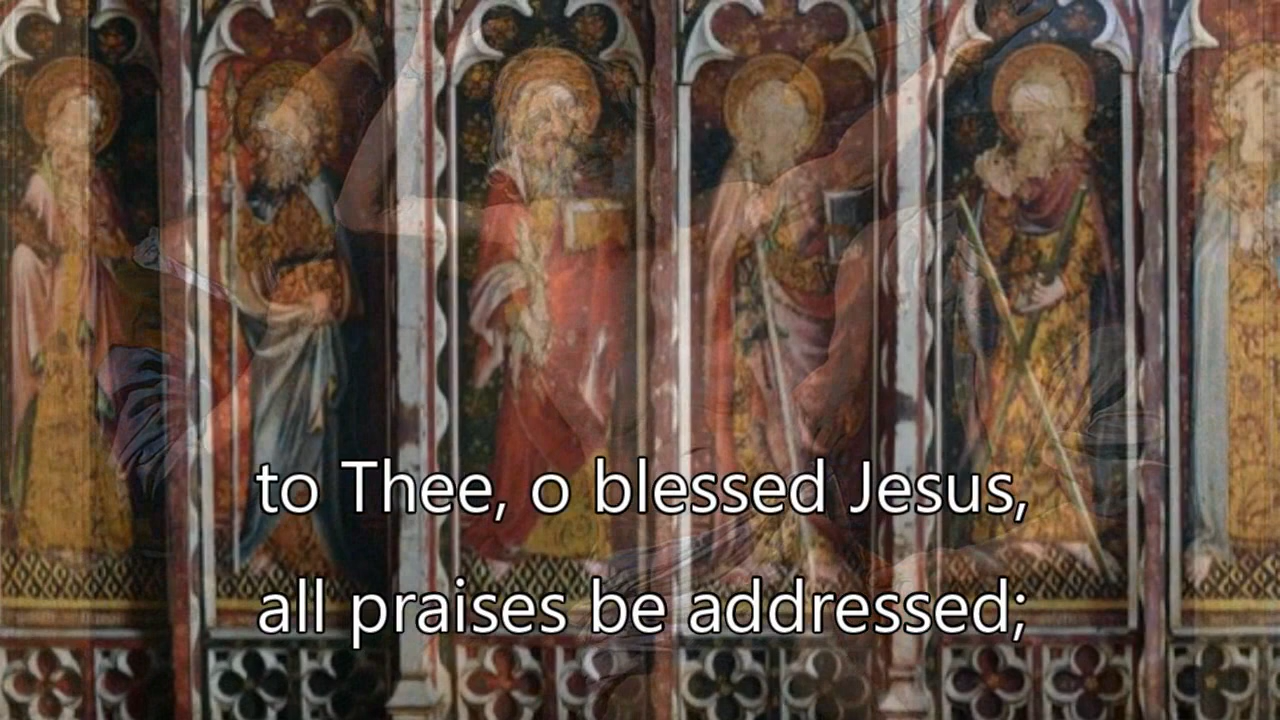 to Thee, o blessed Jesus,
all praises be addressed;